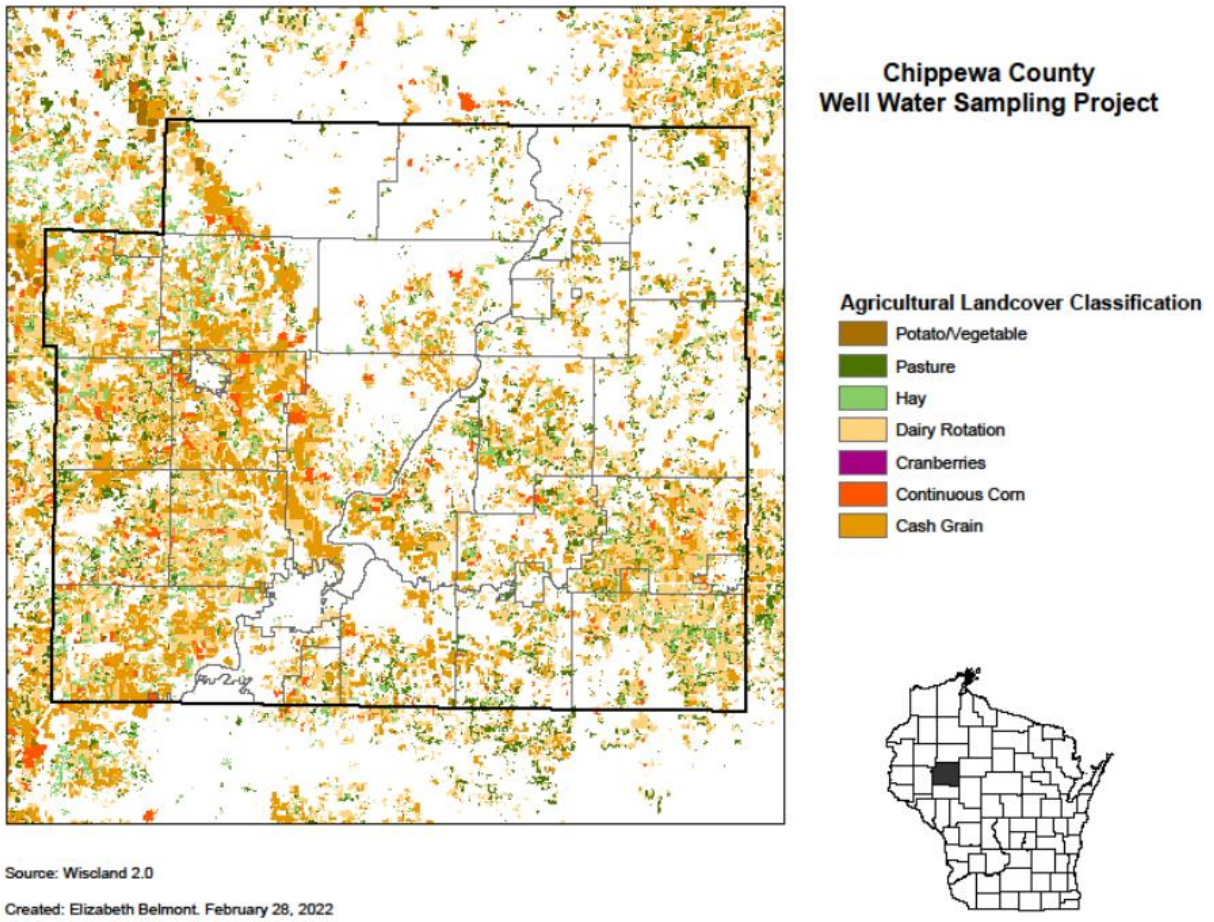 Chippewa County
Well Water Sampling Project
Agricultural Landcover Classification
Potato/Vegetable
Pasture
Hay
Dairy Rotation
Cranberries
Continuous Corn
Cash Grain
Source: Wiscland 2.0
Created: Elizabeth Belmont. February 28, 2022